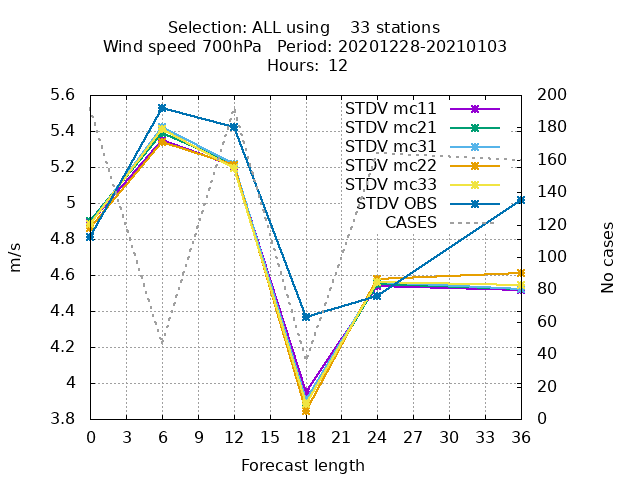 Selection: ALL using    33 stations
Wind speed 700hPa   Period: 20201228-20210103
Hours: 12
5.6
5.4
5.2
5
4.8
4.6
4.4
4.2
4
3.8
m/s
STDV mc11
STDV mc21
STDV mc31
STDV mc22
STDV mc33
STDV OBS
CASES
200
180
160
140
120
100
80
60
40
20
0
No cases
0 3 6 9 12 15 18 21 24 27 30 33 36
Forecast length